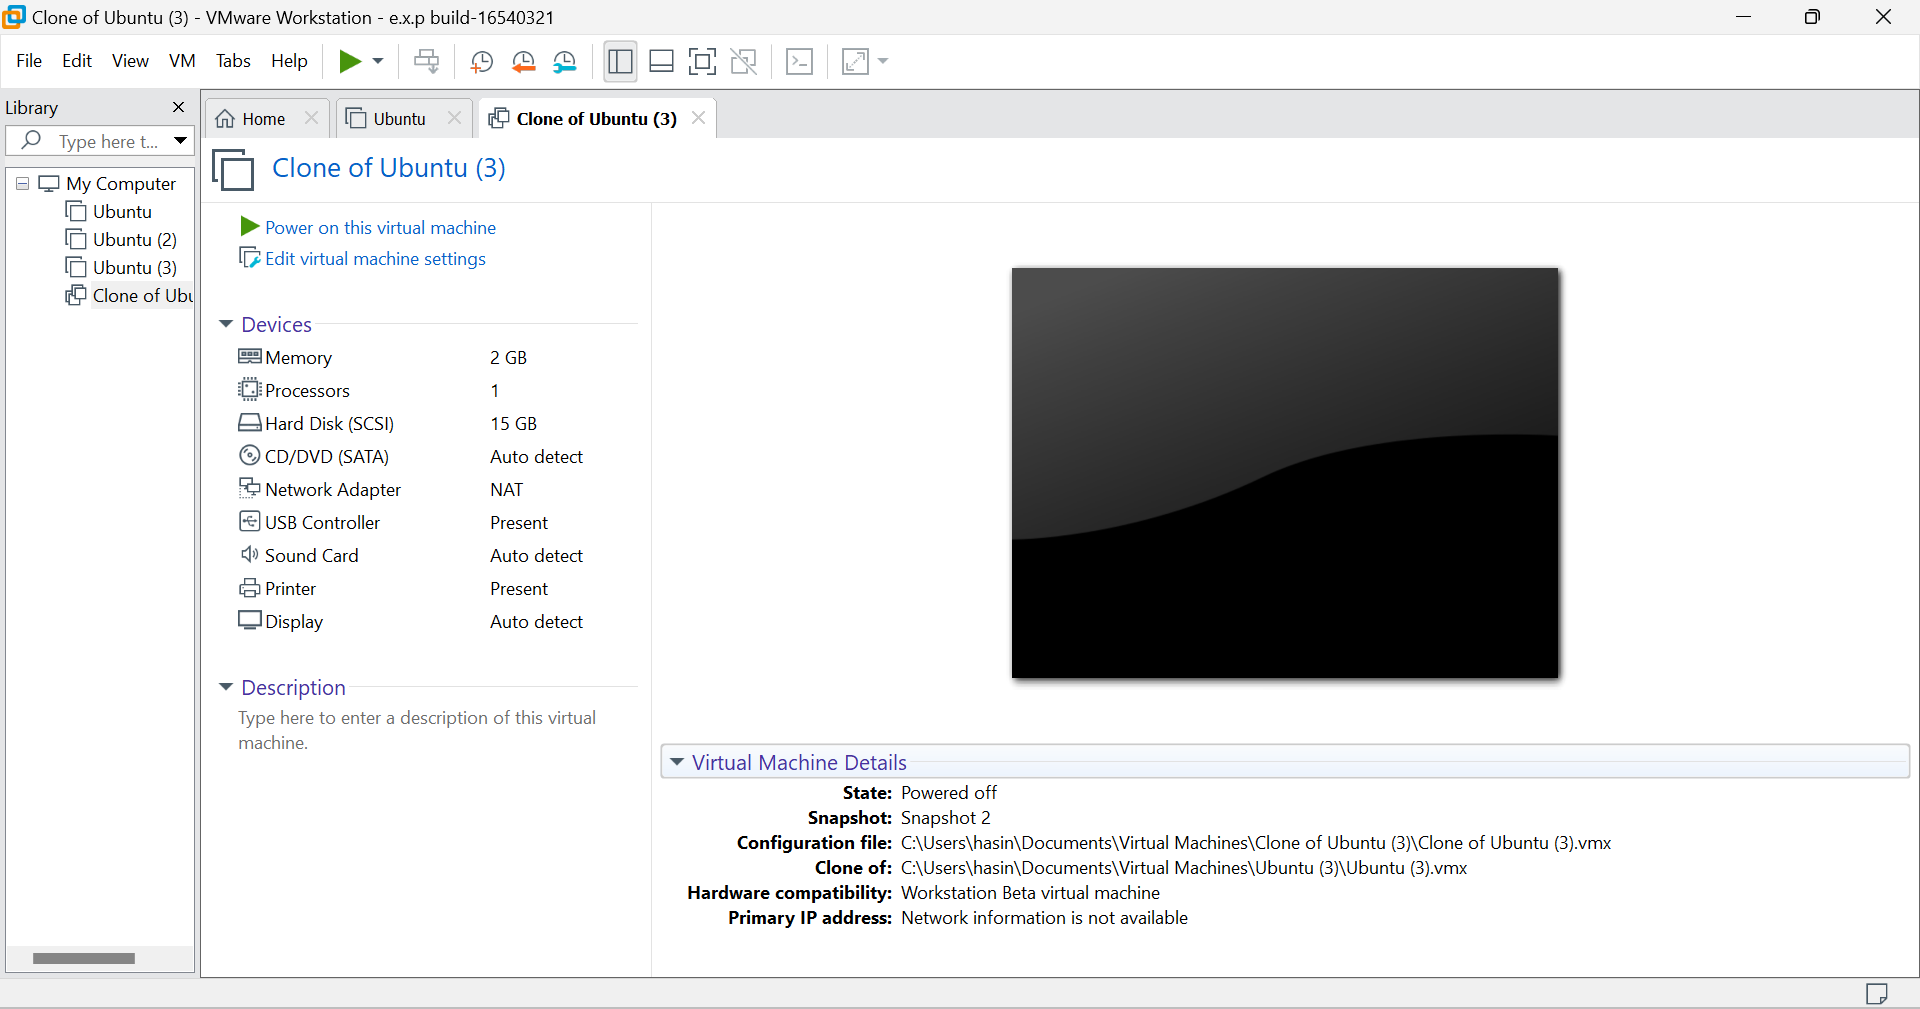 Clone of Ubuntu (3) - VMware Workstation - e.x.p build-16540321
File Edit View VM Tabs Help
Library
Type here t...
My Computer
Ubuntu
Ubuntu (2)
Ubuntu (3)
Clone of Ubu
Home Ubuntu Clone of Ubuntu (3)
Clone of Ubuntu (3)
Power on this virtual machine
Edit virtual machine settings
Devices
Memory 2 GB
Processors 1
Hard Disk (SCSI) 15 GB
CD/DVD (SATA) Auto detect
Network Adapter NAT
USB Controller Present
Sound Card Auto detect
Printer Present
Display Auto detect
Description
Type here to enter a description of this virtual
machine.
Virtual Machine Details
State: Powered off
Snapshot: Snapshot 2
Configuration file: C:\Users\hasin\Documents\Virtual Machines\Clone of Ubuntu (3)\Clone of Ubuntu (3).vmx
Clone of: C:\Users\hasin\Documents\Virtual Machines\Ubuntu (3)\Ubuntu (3).vmx
Hardware compatibility: Workstation Beta virtual machine
Primary IP address: Network information is not available